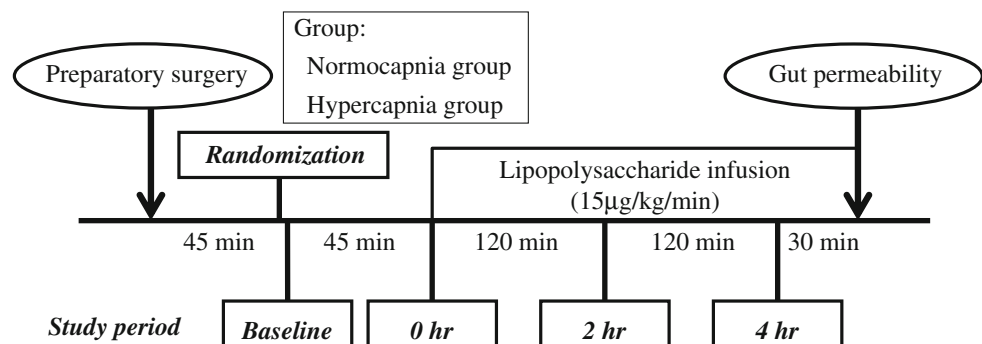 Group:
Normocapnia group
Hypercapnia group
Preparatory surgery
Gut permeability
Randomization
Lipopolysaccharide infusion
(15μg/kg/min)
45 min 45 min 120 min 120 min 30 min
Study period Baseline 0 hr 2 hr 4 hr